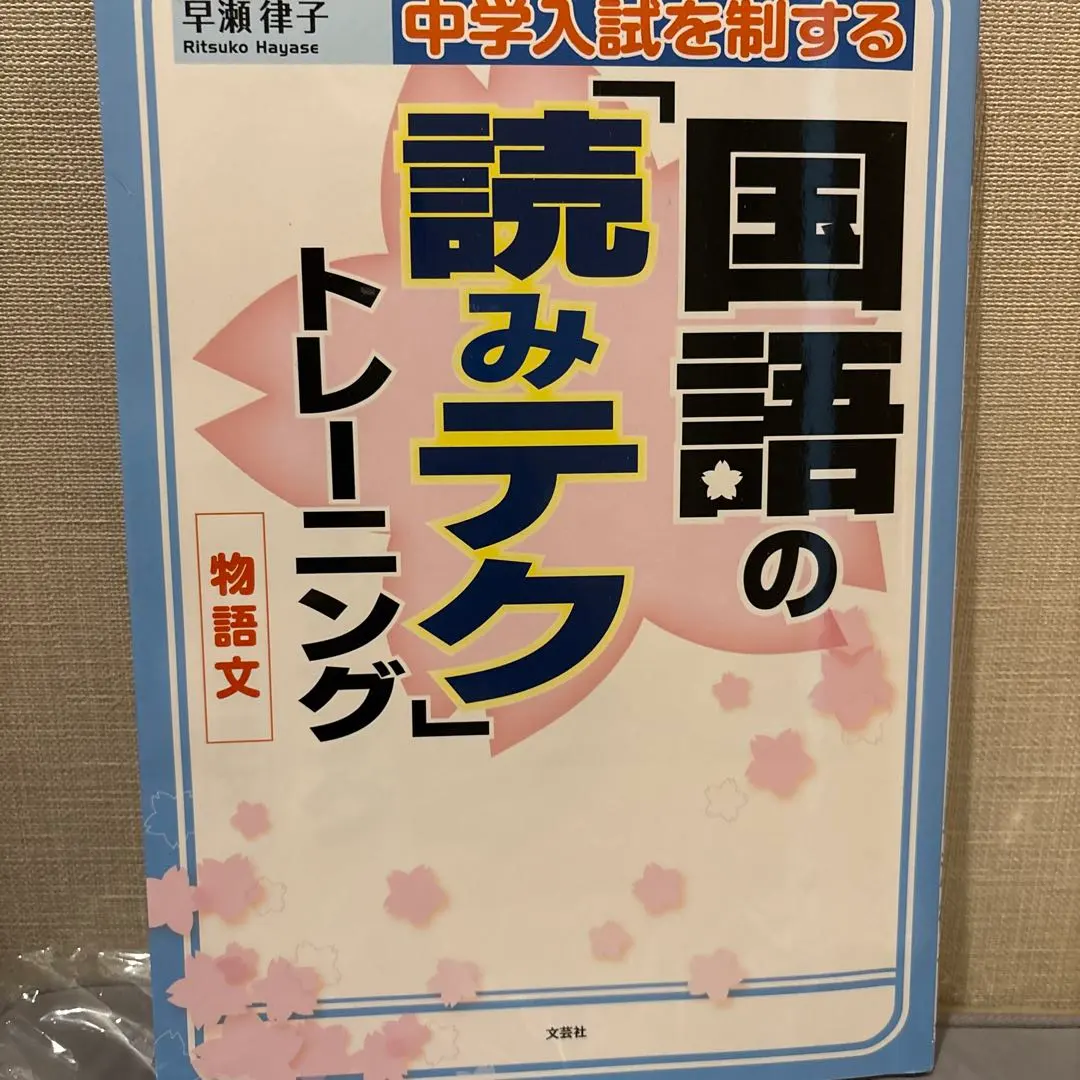 早瀬 律子
Ritsuko Hayase
中学入試を制する
国語の
「読みテク」
トレーニング
物語文
文芸社